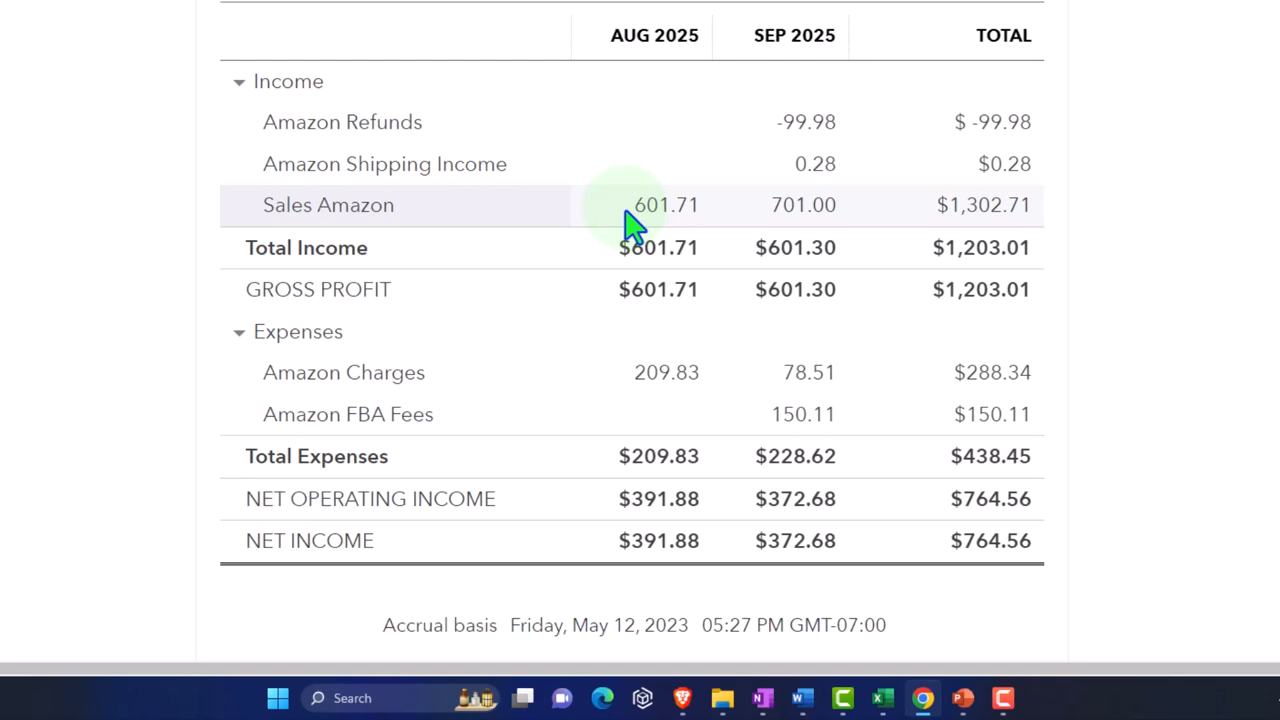 AUG 2025 SEP 2025 TOTAL
Income
Amazon Refunds -99.98 $ -99.98
Amazon Shipping Income 0.28 $0.28
Sales Amazon 601.71 701.00 $1,302.71
Total Income $601.71 $601.30 $1,203.01
GROSS PROFIT $601.71 $601.30 $1,203.01
Expenses
Amazon Charges 209.83 78.51 $288.34
Amazon FBA Fees 150.11 $150.11
Total Expenses $209.83 $228.62 $438.45
NET OPERATING INCOME $391.88 $372.68 $764.56
NET INCOME $391.88 $372.68 $764.56
Accrual basis Friday, May 12, 2023 05:27 PM GMT-07:00
Search